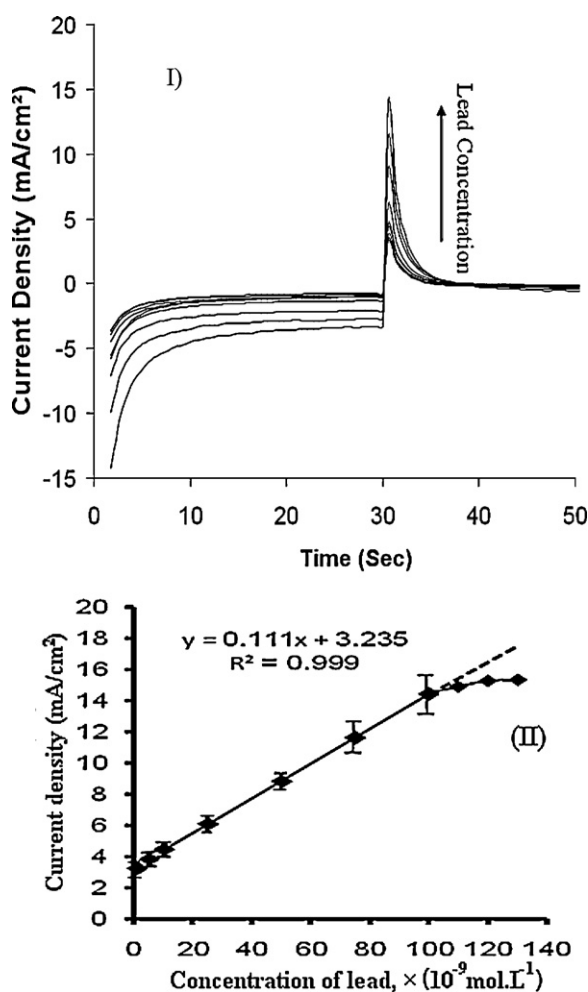 20
15
10
5
0
-5
-10
-15
Current Density (mA/cm²)
I)
Lead Concentration
0 10 20 30 40 50
Time (Sec)
20
18
16
14
12
10
8
6
4
2
0
Current density (mA/cm²)
y = 0.111x + 3.235
R² = 0.999
(II)
0 20 40 60 80 100 120 140
Concentration of lead, × (10⁻⁹mol.L¹)